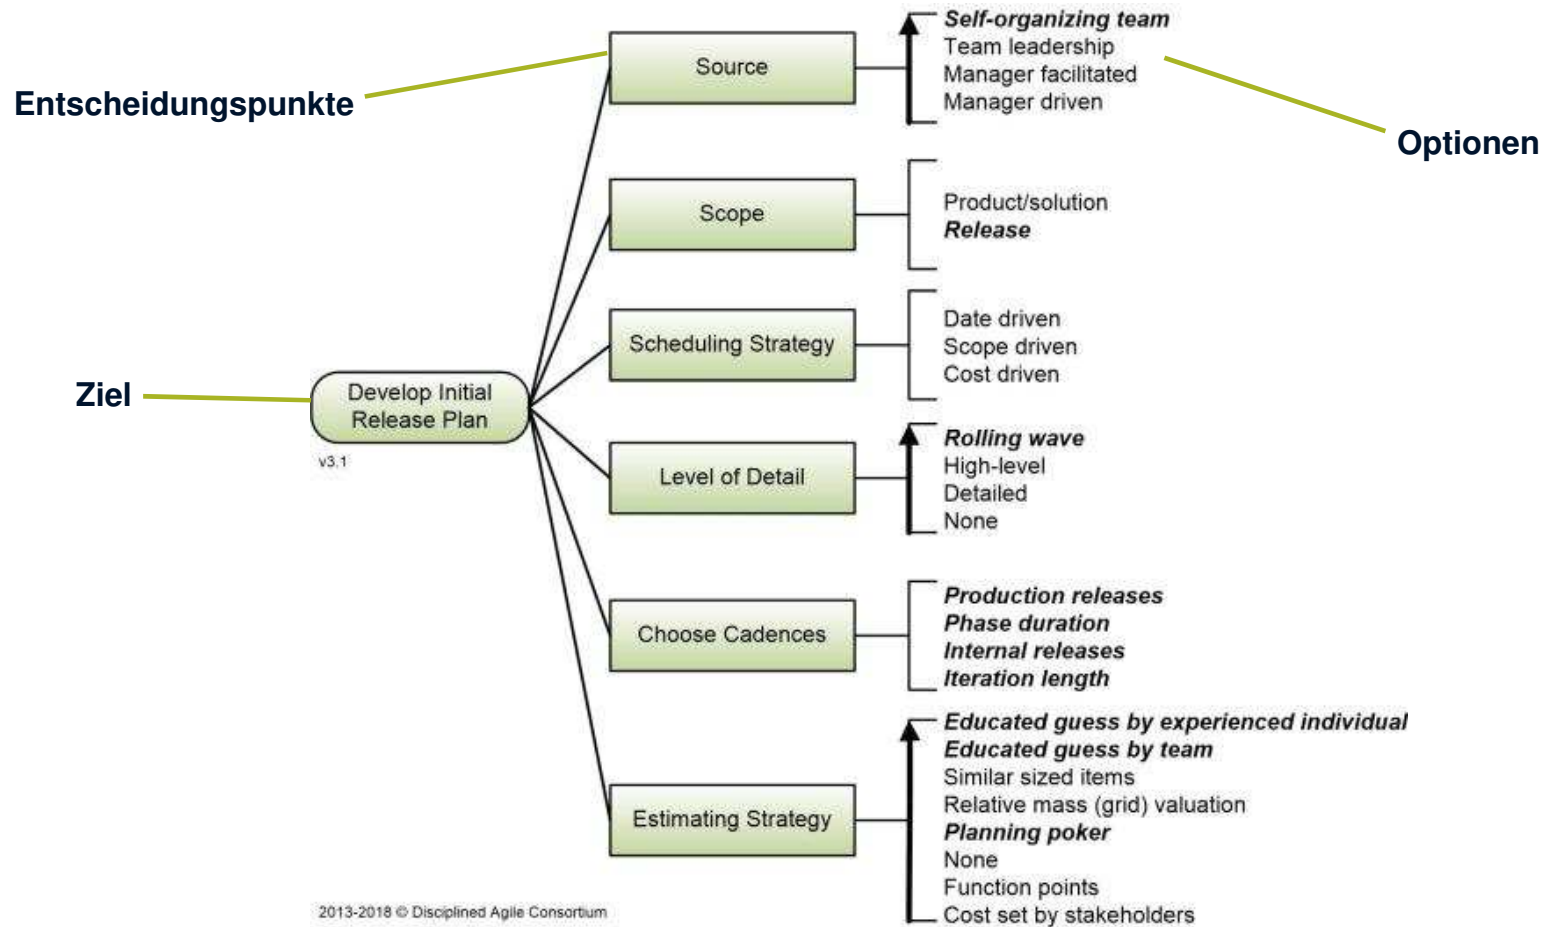 Entscheidungspunkte
Optionen
Ziel
Develop Initial
Release Plan
v3.1
Source
Self-organizing team
Team leadership
Manager facilitated
Manager driven
Scope
Product/solution
Release
Scheduling Strategy
Date driven
Scope driven
Cost driven
Level of Detail
Rolling wave
High-level
Detailed
None
Choose Cadences
Production releases
Phase duration
Internal releases
Iteration length
Estimating Strategy
Educated guess by experienced individual
Educated guess by team
Similar sized items
Relative mass (grid) valuation
Planning poker
None
Function points
Cost set by stakeholders
2013-2018 © Disciplined Agile Consortium